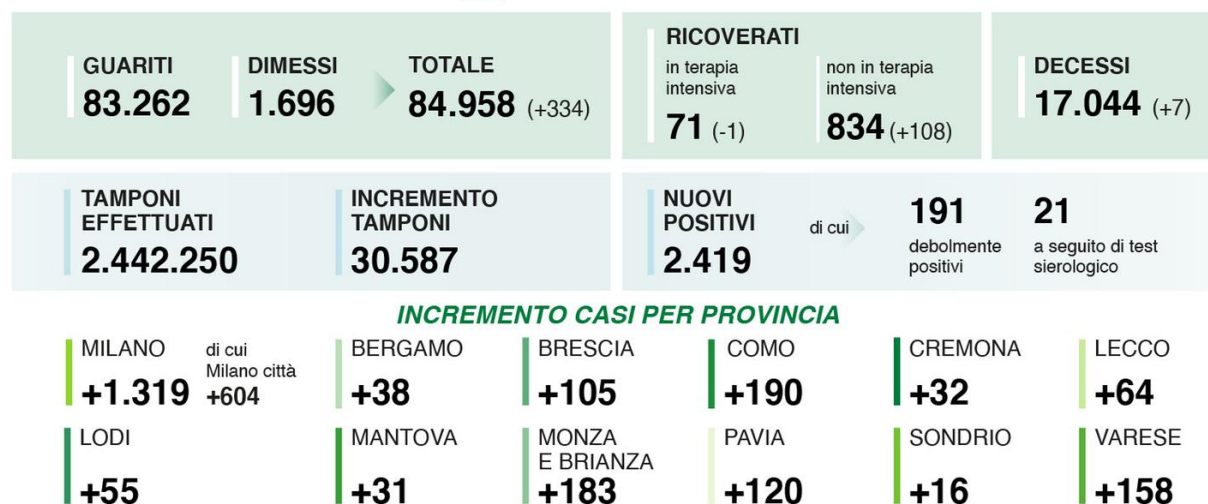 GUARITI
83.262
DIMESSI
1.696
TOTALE
84.958 (+334)
RICOVERATI
in terapia
intensiva
71 (-1)
non in terapia
intensiva
834 (+108)
DECESSI
17.044 (+7)
TAMPONI
EFFETTUATI
2.442.250
INCREMENTO
TAMPONI
30.587
NUOVI
POSITIVI
2.419
di cui
191
debolmente
positivi
21
a seguito di test
sierologico
INCREMENTO CASI PER PROVINCIA
MILANO
+1.319
di cui
Milano città
+604
BERGAMO
+38
BRESCIA
+105
COMO
+190
CREMONA
+32
LECCO
+64
LODI
+55
MANTOVA
+31
MONZA
E BRIANZA
+183
PAVIA
+120
SONDRIO
+16
VARESE
+158